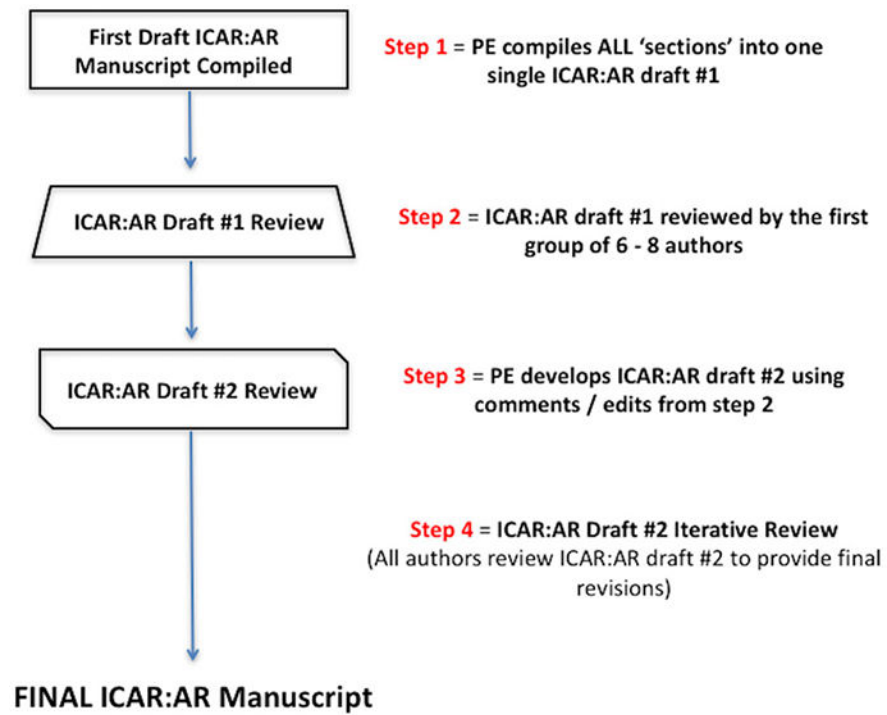 First Draft ICAR:AR
Manuscript Compiled
Step 1 = PE compiles ALL ‘sections’ into one
single ICAR:AR draft #1
ICAR:AR Draft #1 Review
Step 2 = ICAR:AR draft #1 reviewed by the first
group of 6 - 8 authors
ICAR:AR Draft #2 Review
Step 3 = PE develops ICAR:AR draft #2 using
comments / edits from step 2
Step 4 = ICAR:AR Draft #2 Iterative Review
(All authors review ICAR:AR draft #2 to provide final
revisions)
FINAL ICAR:AR Manuscript